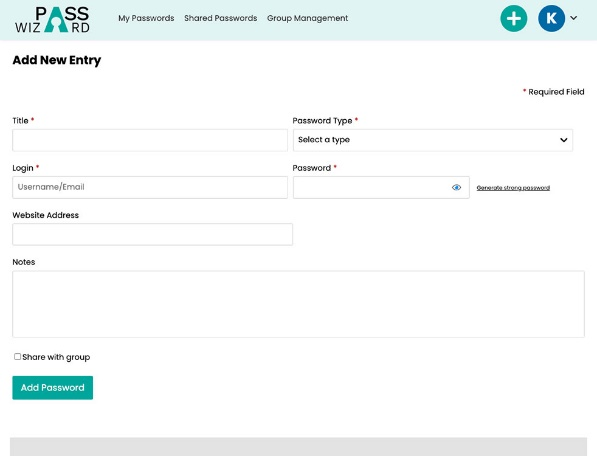 PASS
WIZARD
My Passwords Shared Passwords Group Management
K
Add New Entry
* Required Field
Title * Password Type *
Select a type
Login * Password *
Username/Email Generate strong password
Website Address
Notes
Share with group
Add Password